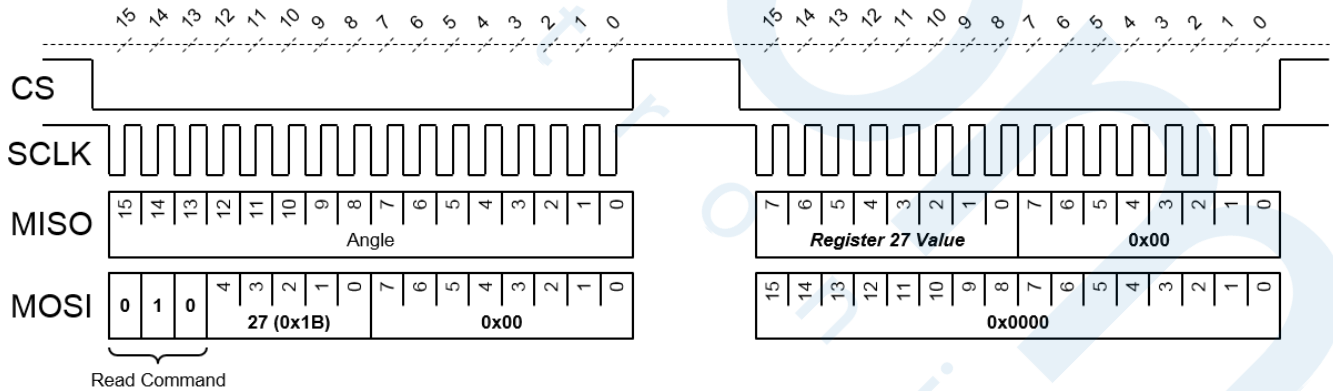 15 14 13 12 11 10 9 8 7 6 5 4 3 2 1 0 15 14 13 12 11 10 9 8 7 6 5 4 3 2 1 0
CS
SCLK
MISO 15 14 13 12 11 10 9 8 7 6 5 4 3 2 1 0 7 6 5 4 3 2 1 0 7 6 5 4 3 2 1 0
Angle Register 27 Value 0x00
MOSI 0 1 0 4 3 2 1 0 7 6 5 4 3 2 1 0 15 14 13 12 11 10 9 8 7 6 5 4 3 2 1 0
27 (0x1B) 0x00 0x0000
Read Command